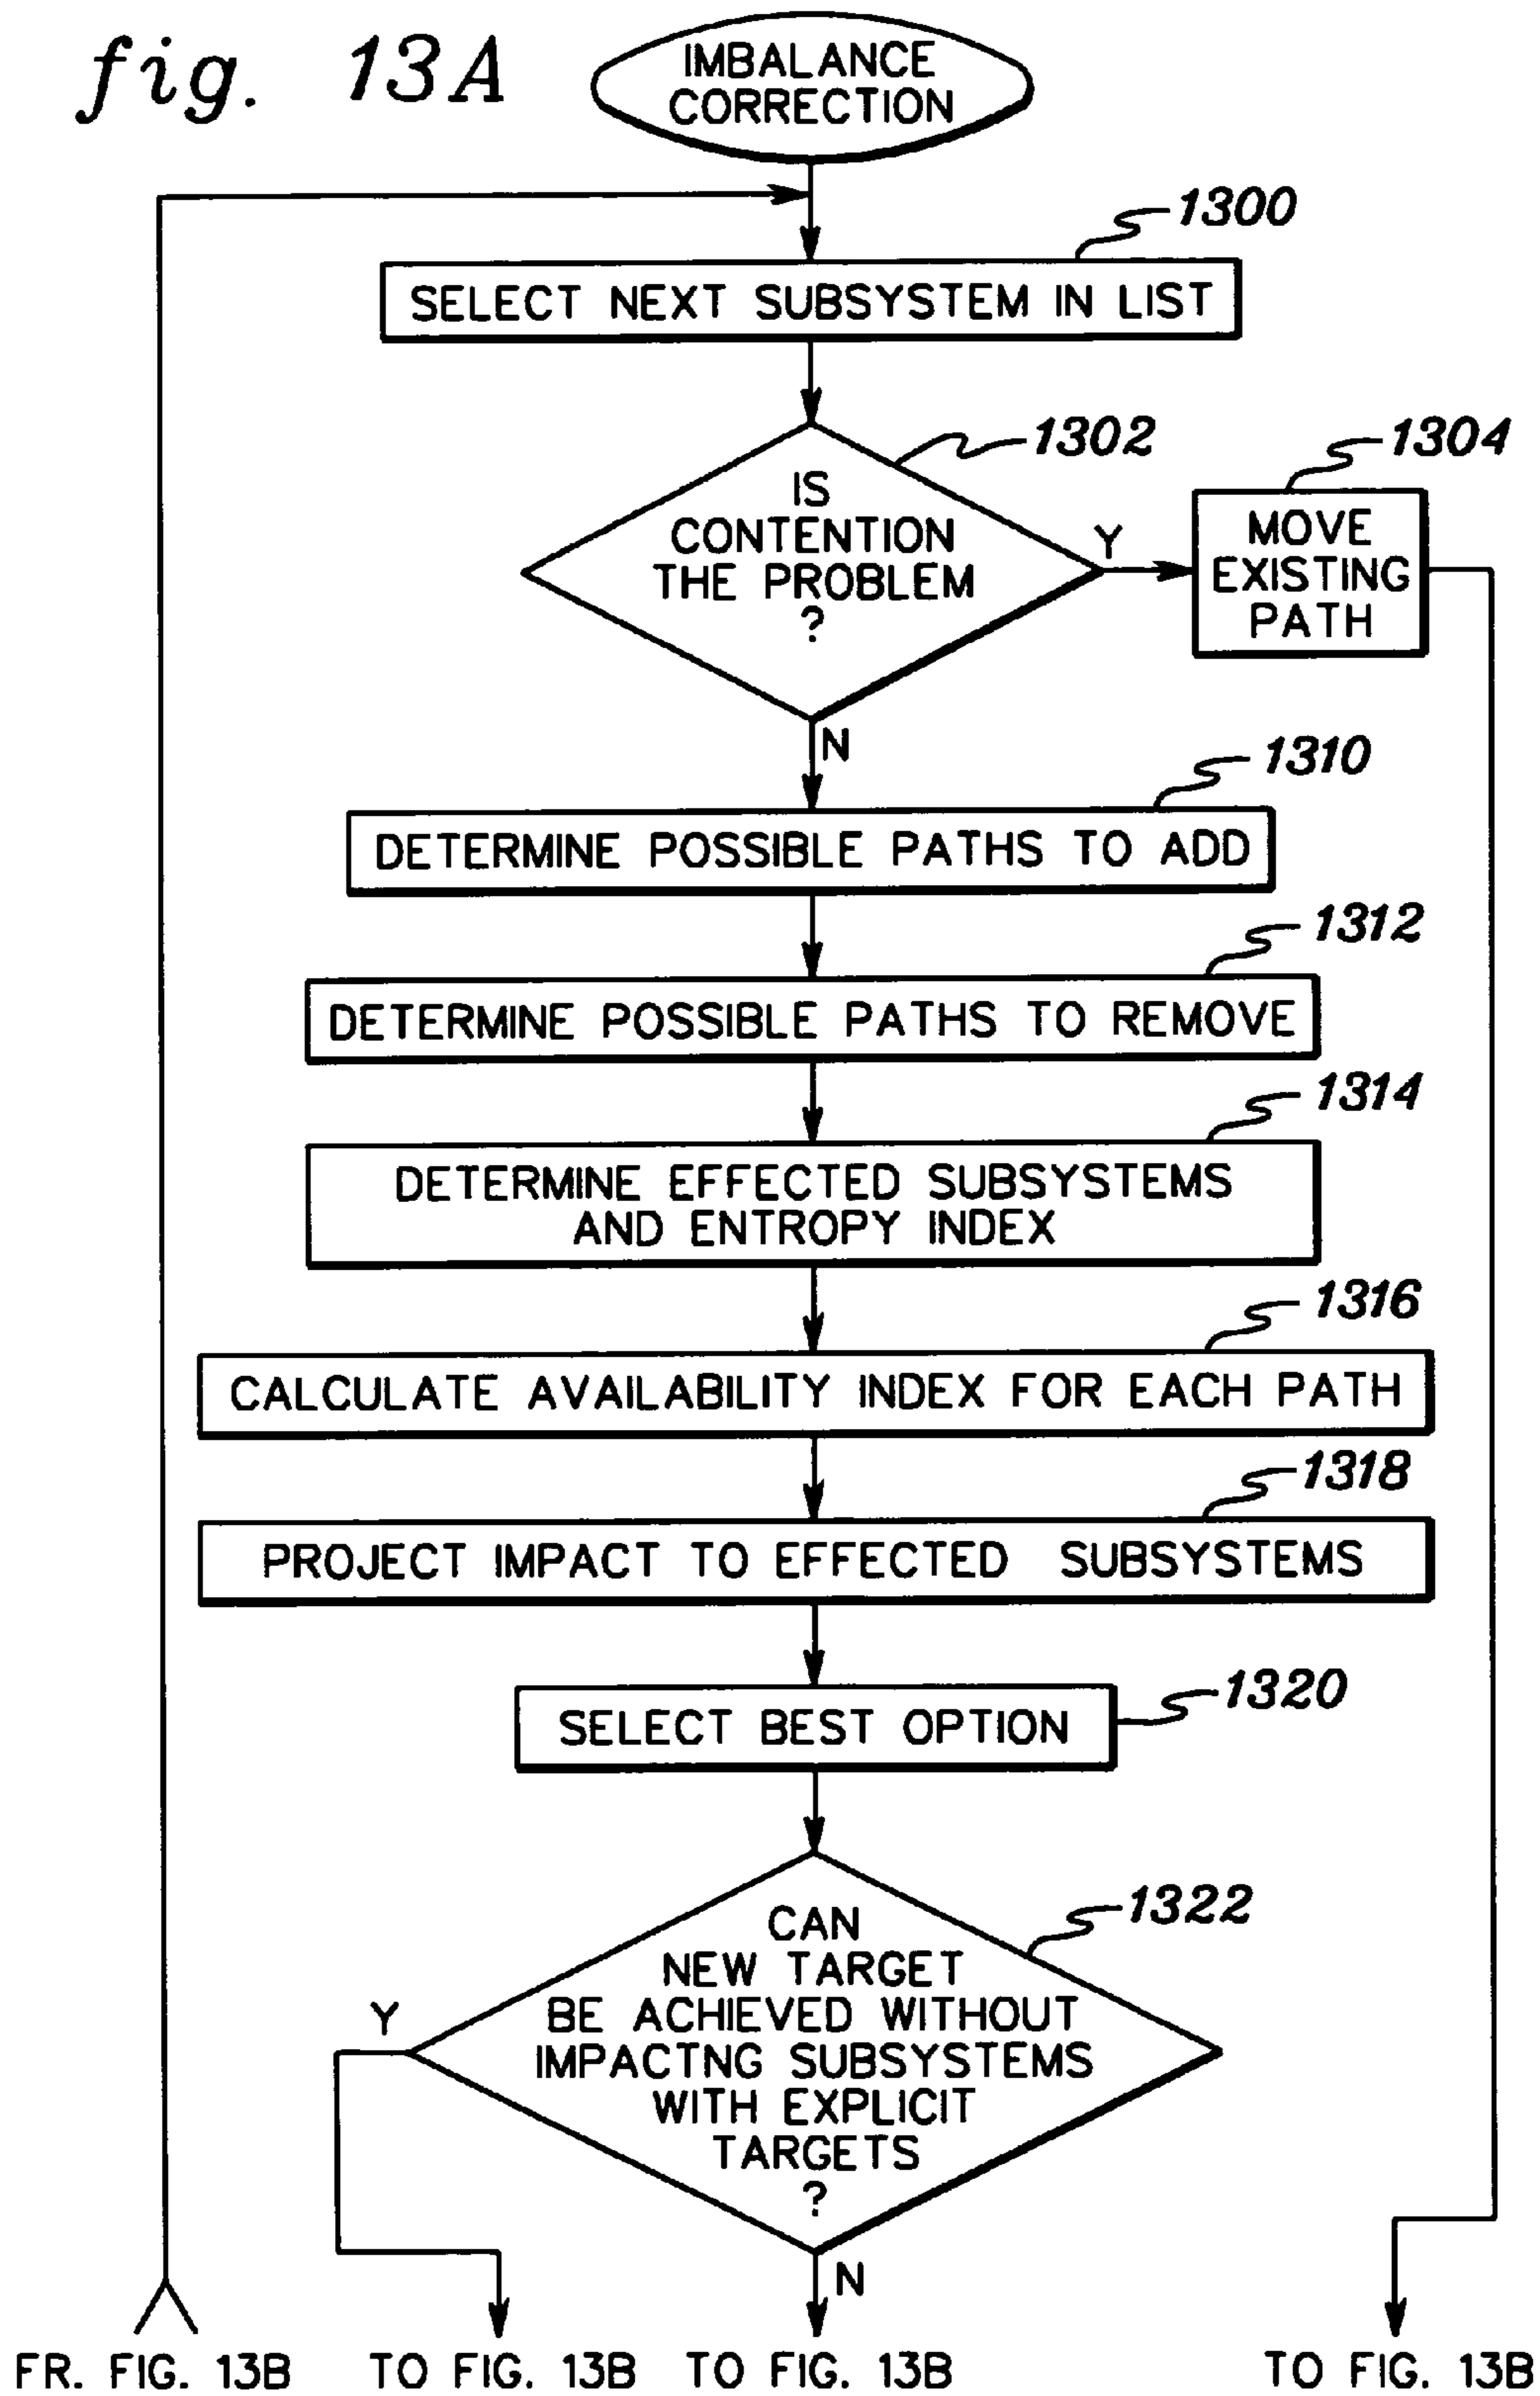 fig. 13A
IMBALANCE
CORRECTION
1300
SELECT NEXT SUBSYSTEM IN LIST
1302
IS
CONTENTION
THE PROBLEM
?
Y
1304
MOVE
EXISTING
PATH
N
1310
DETERMINE POSSIBLE PATHS TO ADD
1312
DETERMINE POSSIBLE PATHS TO REMOVE
1314
DETERMINE EFFECTED SUBSYSTEMS
AND ENTROPY INDEX
1316
CALCULATE AVAILABILITY INDEX FOR EACH PATH
1318
PROJECT IMPACT TO EFFECTED SUBSYSTEMS
1320
SELECT BEST OPTION
1322
CAN
NEW TARGET
BE ACHIEVED WITHOUT
IMPACTNG SUBSYSTEMS
WITH EXPLICIT
TARGETS
?
Y
N
FR. FIG. 13B
TO FIG. 13B
TO FIG. 13B
TO FIG. 13B